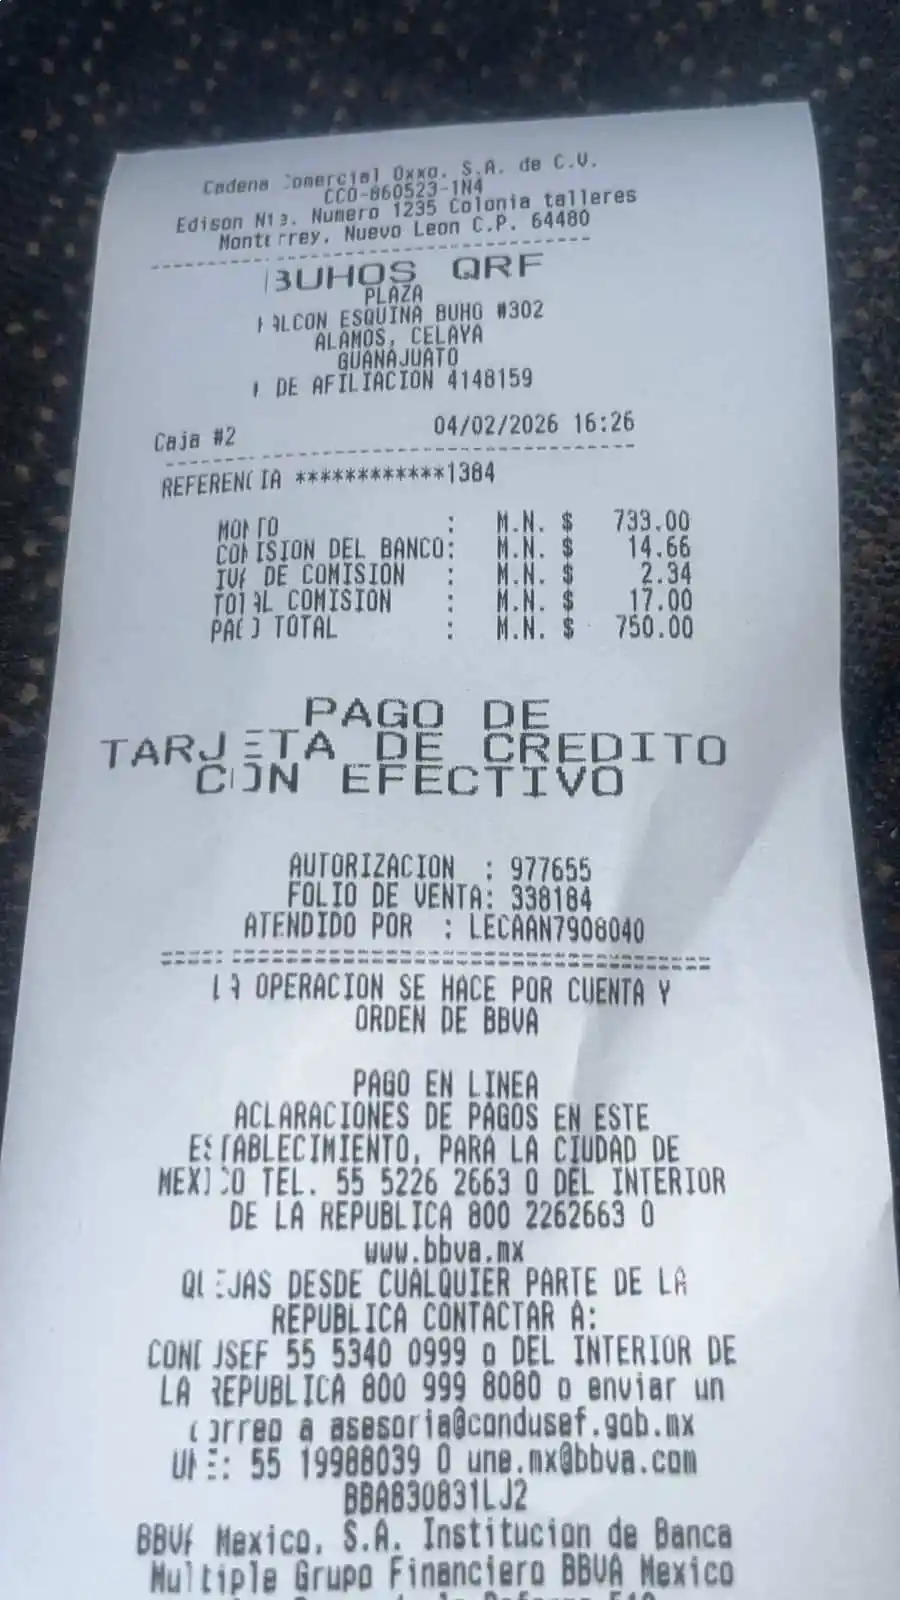 Cadena Comercial Oxxo. S.A. de C.V.
CCO-860523-1N4
Edison Nte. Numero 1235 Colonia talleres
Monterrey, Nuevo Leon C.P. 64480
BUHOS QRF
PLAZA
HALCON ESQUINA BUHO #302
ALAMOS, CELAYA
GUANAJUATO
DE AFILIACION 4148159
Caja #2 04/02/2026 16:26
REFERENCIA ************1384
MONTO : M.N. $ 733.00
COMISION DEL BANCO: M.N. $ 14.66
IVA DE COMISION : M.N. $ 2.34
TOTAL COMISION : M.N. $ 17.00
PAGO TOTAL : M.N. $ 750.00
PAGO DE
TARJETA DE CREDITO
CON EFECTIVO
AUTORIZACION : 977655
FOLIO DE VENTA: 338184
ATENDIDO POR : LECAAN7908040
LA OPERACION SE HACE POR CUENTA Y
ORDEN DE BBVA
PAGO EN LINEA
ACLARACIONES DE PAGOS EN ESTE
ESTABLECIMIENTO, PARA LA CIUDAD DE
MEXICO TEL. 55 5226 2663 O DEL INTERIOR
DE LA REPUBLICA 800 2262663 O
www.bbva.mx
QUEJAS DESDE CUALQUIER PARTE DE LA
REPUBLICA CONTACTAR A:
CONDUSEF 55 5340 0999 o DEL INTERIOR DE
LA REPUBLICA 800 999 8080 o enviar un
correo a asesoria@condusef.gob.mx
UNE: 55 19988039 O une.mx@bbva.com
BBA830831LJ2
BBVA Mexico, S.A. Institucion de Banca
Multiple Grupo Financiero BBVA Mexico